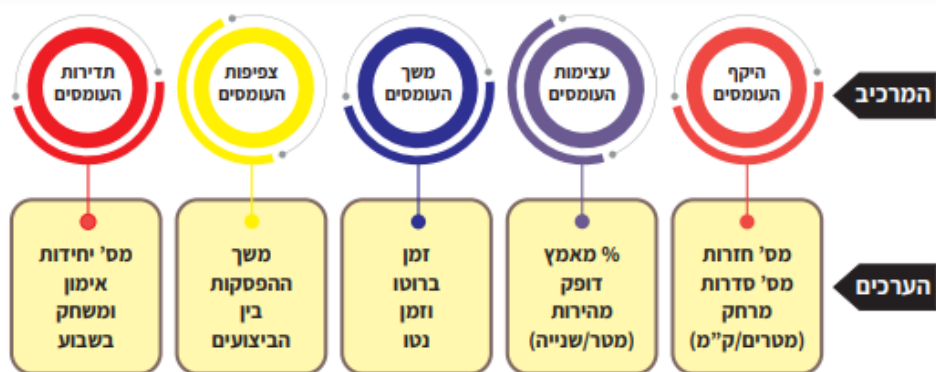 המרכיב
היקף
העומסים
עצימות
העומסים
משך
העומסים
צפיפות
העומסים
תדירות
העומסים
הערכים
מס' חזרות
מס' סדרות
מרחק
(מטרים/ק"מ)
% מאמץ
דופק
מהירות
(מטר/שנייה)
זמן
ברוטו
וזמן
נטו
משך
ההפסקות
בין
הביצועים
מס' יחידות
אימון
ומשחק
בשבוע